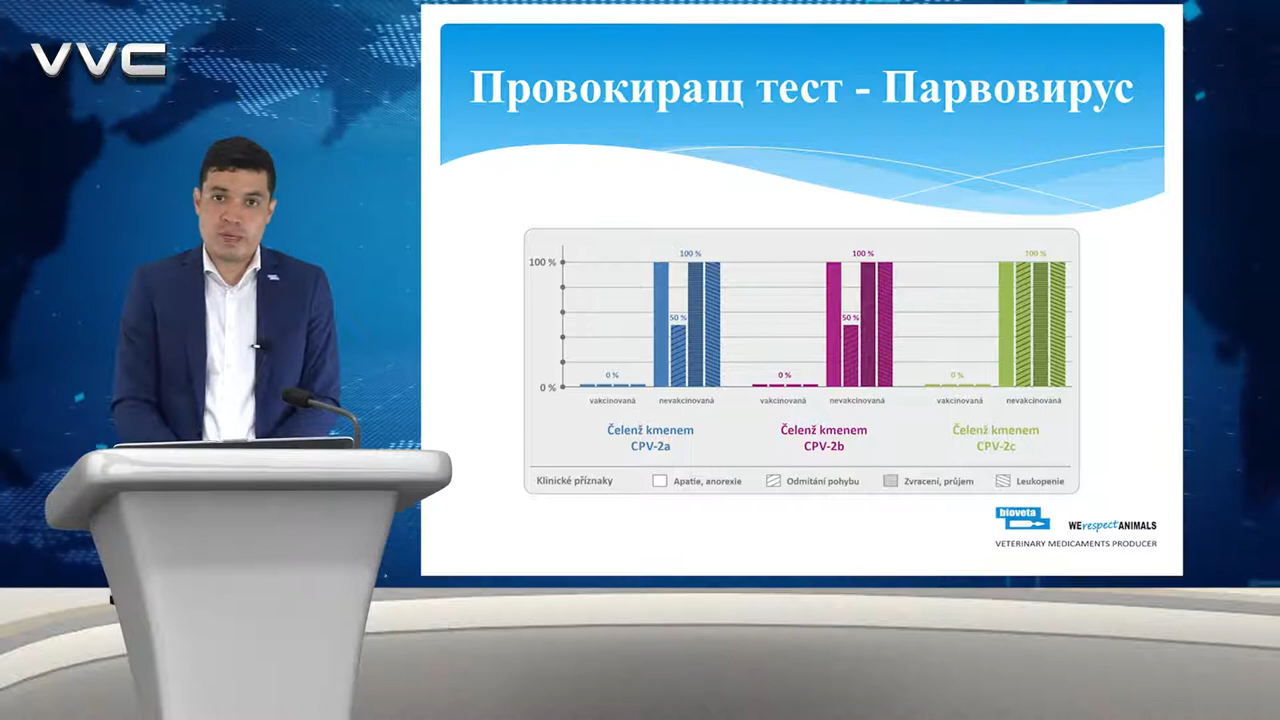 VVC
Провокиращ тест - Парвовирус
100 %
0 %
0 %
100 %
50 %
0 %
100 %
50 %
0 %
100 %
vakcinovaná
nevakcinovaná
vakcinovaná
nevakcinovaná
vakcinovaná
nevakcinovaná
Čelenž kmenem
CPV-2a
Čelenž kmenem
CPV-2b
Čelenž kmenem
CPV-2c
Klinické příznaky
Apatie, anorexie
Odmítání pohybu
Zvracení, průjem
Leukopenie
bioveta
WE respect ANIMALS
VETERINARY MEDICAMENTS PRODUCER